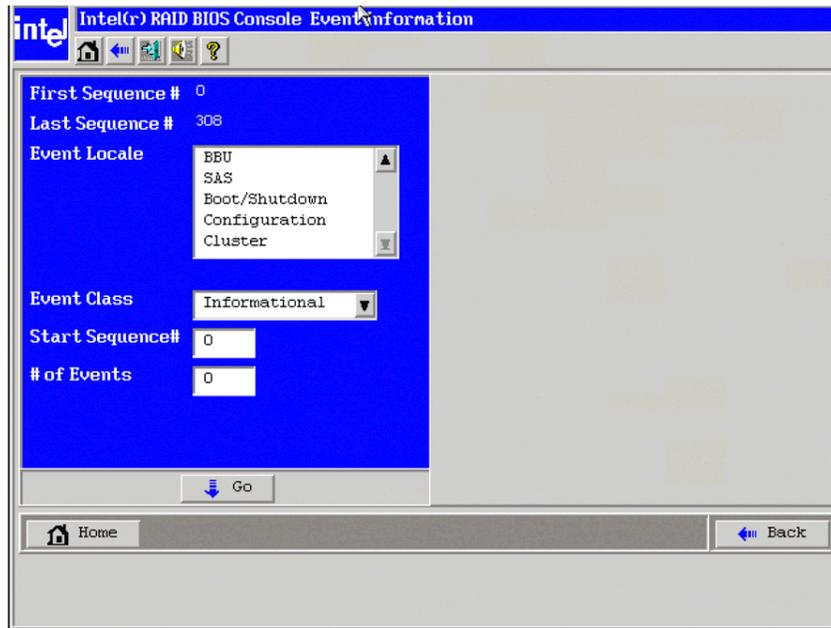 intel
Intel(r) RAID BIOS Console Event Information
?
First Sequence # 0
Last Sequence # 308
Event Locale
BBU
SAS
Boot/Shutdown
Configuration
Cluster
Event Class Informational
Start Sequence# 0
# of Events 0
Go
Home
Back